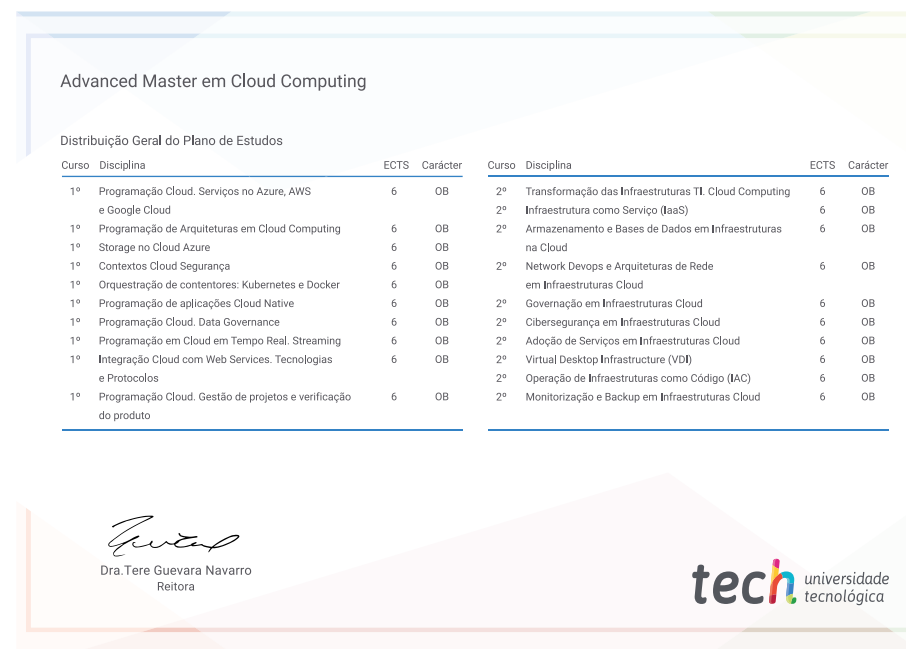 Advanced Master em Cloud Computing
Distribuição Geral do Plano de Estudos
Curso Disciplina ECTS Carácter
1º Programação Cloud. Serviços no Azure, AWS 6 OB
e Google Cloud
1º Programação de Arquiteturas em Cloud Computing 6 OB
1º Storage no Cloud Azure 6 OB
1º Contextos Cloud Segurança 6 OB
1º Orquestração de contentores: Kubernetes e Docker 6 OB
1º Programação de aplicações Cloud Native 6 OB
1º Programação Cloud. Data Governance 6 OB
1º Programação em Cloud em Tempo Real. Streaming 6 OB
1º Integração Cloud com Web Services. Tecnologias 6 OB
e Protocolos
1º Programação Cloud. Gestão de projetos e verificação 6 OB
do produto
Curso Disciplina ECTS Carácter
2º Transformação das Infraestruturas TI. Cloud Computing 6 OB
2º Infraestrutura como Serviço (IaaS) 6 OB
2º Armazenamento e Bases de Dados em Infraestruturas 6 OB
na Cloud
2º Network Devops e Arquiteturas de Rede 6 OB
em Infraestruturas Cloud
2º Governação em Infraestruturas Cloud 6 OB
2º Cibersegurança em Infraestruturas Cloud 6 OB
2º Adoção de Serviços em Infraestruturas Cloud 6 OB
2º Virtual Desktop Infrastructure (VDI) 6 OB
2º Operação de Infraestruturas como Código (IAC) 6 OB
2º Monitorização e Backup em Infraestruturas Cloud 6 OB
Dra.Tere Guevara Navarro
Reitora
tech universidade
tecnológica